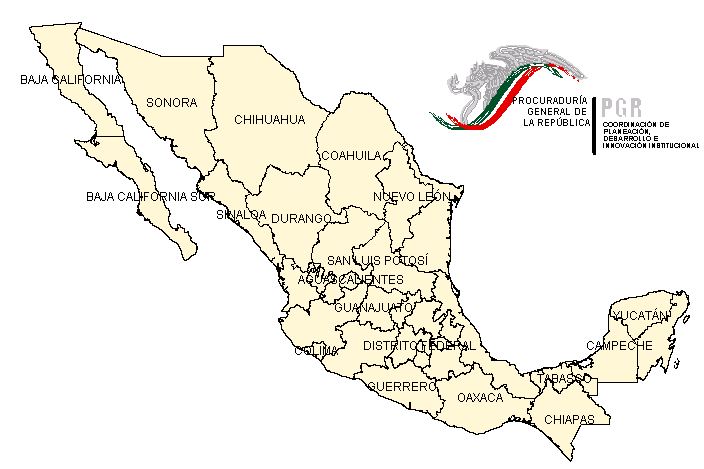 BAJA CALIFORNIA
SONORA
CHIHUAHUA
COAHUILA
NUEVO LEÓN
BAJA CALIFORNIA SUR
SINALOA
DURANGO
SAN LUIS POTOSÍ
AGUASCALIENTES
GUANAJUATO
COLIMA
DISTRITO FEDERAL
GUERRERO
OAXACA
TABASCO
CHIAPAS
CAMPECHE
YUCATÁN
PROCURADURÍA
GENERAL DE
LA REPÚBLICA
PGR
COORDINACIÓN DE
PLANEACIÓN,
DEBARROLLO E
INNOVACIÓN INSTITUCIONAL